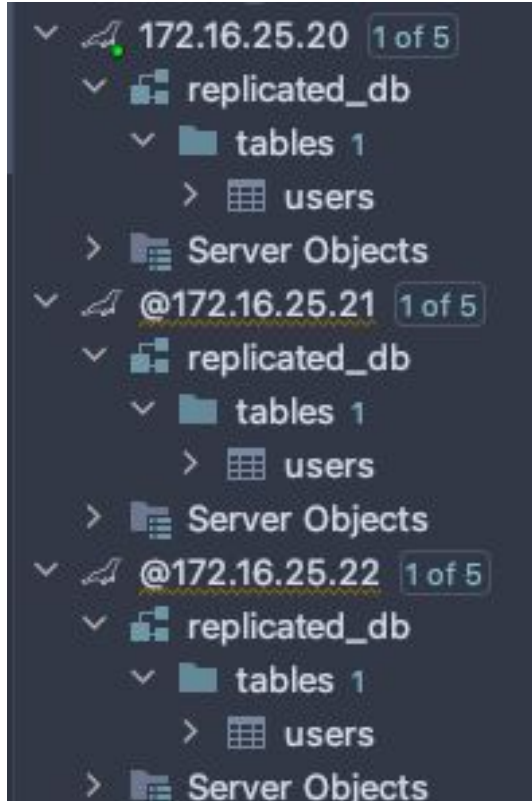 172.16.25.20 1 of 5
replicated_db
tables 1
users
Server Objects
@172.16.25.21 1 of 5
replicated_db
tables 1
users
Server Objects
@172.16.25.22 1 of 5
replicated_db
tables 1
users
Server Objects